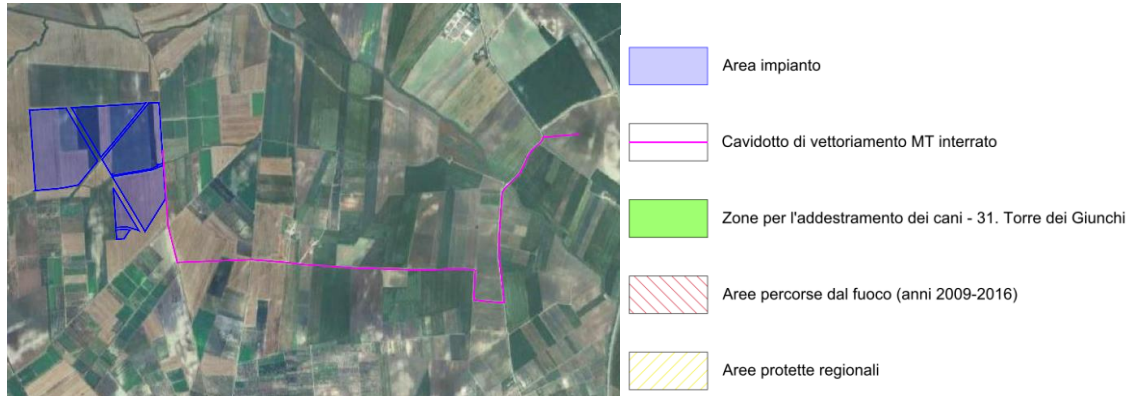 Area impianto
Cavidotto di vettoriamento MT interrato
Zone per l'addestramento dei cani - 31. Torre dei Giunchi
Aree percorse dal fuoco (anni 2009-2016)
Aree protette regionali